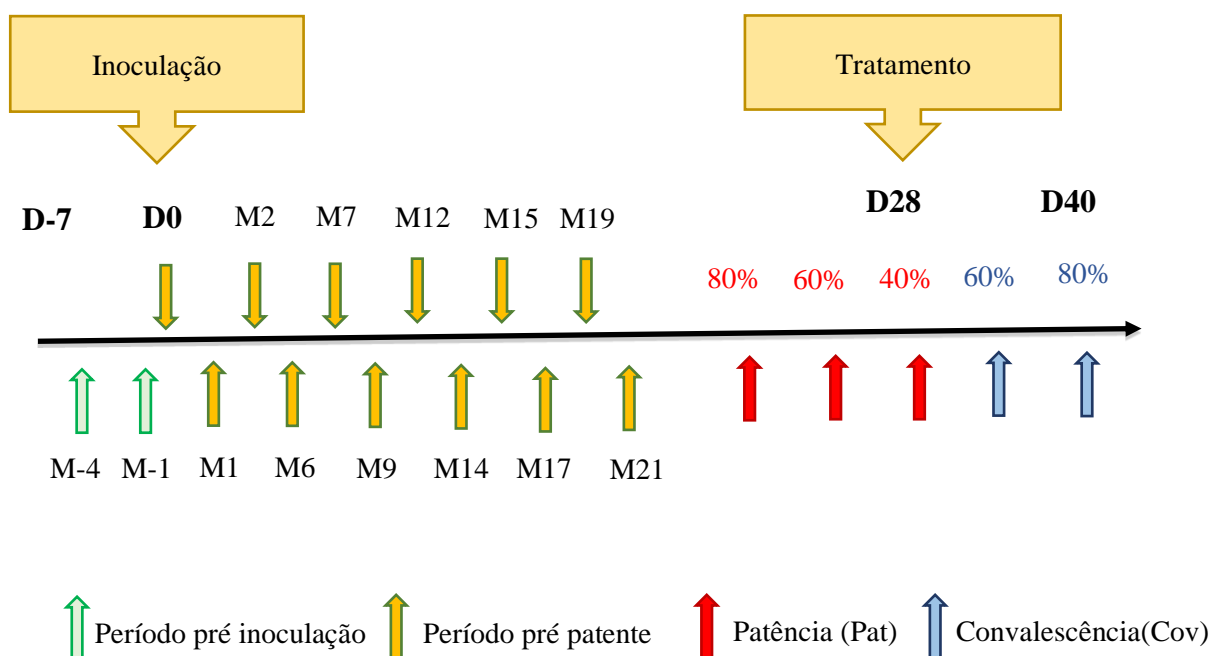 Inoculação
Tratamento
D-7 D0 M2 M7 M12 M15 M19 D28 D40
80% 60% 40% 60% 80%
M-4 M-1 M1 M6 M9 M14 M17 M21
Período pré inoculação Período pré patente Patência (Pat) Convalescência(Cov)